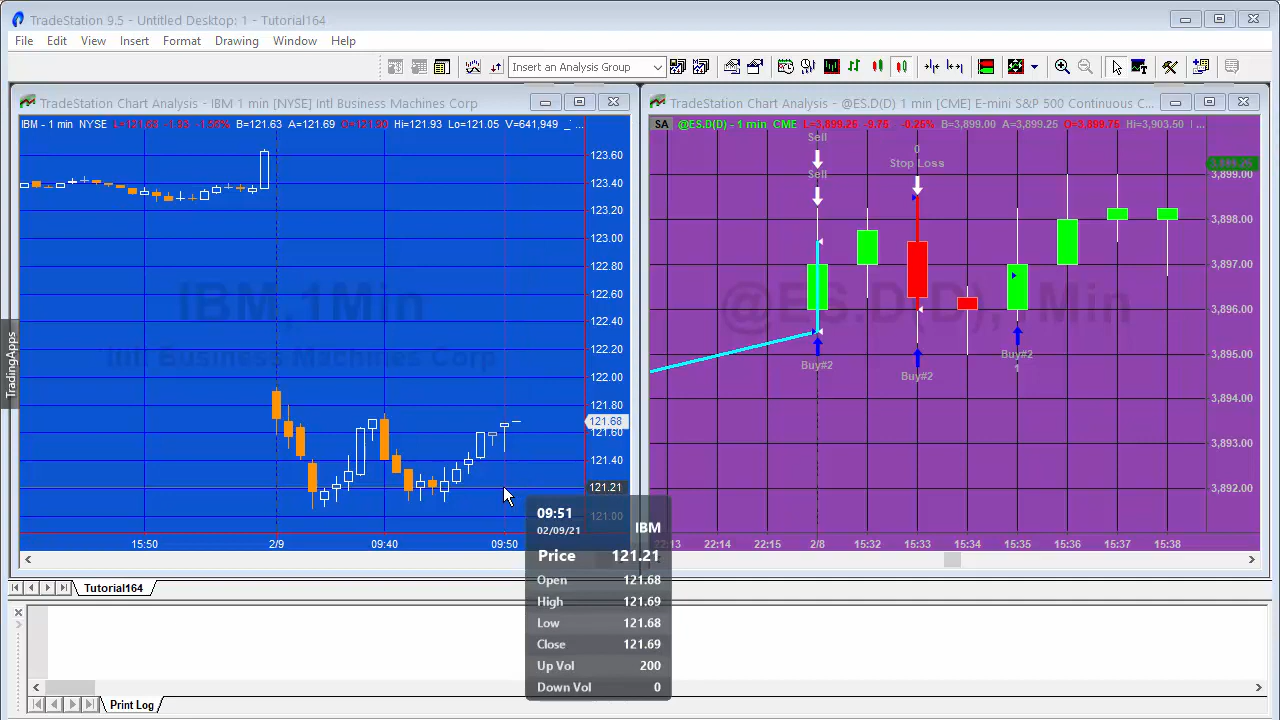 TradeStation 9.5 - Untitled Desktop: 1 - Tutorial164
File Edit View Insert Format Drawing Window Help
Insert an Analysis Group
TradeStation Chart Analysis - IBM 1 min [NYSE] Intl Business Machines Corp
IBM - 1 min NYSE L=121.68 -1.93 -1.56% B=121.63 A=121.69 O=121.90 Hi=121.93 Lo=121.05 V=641,949 _ ...
123.60
123.40
123.20
123.00
122.80
122.60
122.40
122.20
122.00
121.80
121.68
121.60
121.40
121.21
121.00
IBM,1Min
Intl Business Machines Corp
15:50 2/9 09:40 09:50
TradingApps
TradeStation Chart Analysis - @ES.D(D) 1 min [CME] E-mini S&P 500 Continuous C...
SA @ES.D(D) - 1 min CME L=3,899.25 -9.75 -0.25% B=3,899.00 A=3,899.25 O=3,899.75 Hi=3,903.50 l ...
Sell
Sell
0
Stop Loss
Buy#2
Buy#2
Buy#2
1
@ES.D(D),1Min
3,899.25
3,899.00
3,898.00
3,897.00
3,896.00
3,895.00
3,894.00
3,893.00
3,892.00
22:13 22:14 22:15 2/8 15:32 15:33 15:34 15:35 15:36 15:37 15:38
09:51
02/09/21 IBM
Price 121.21
Open 121.68
High 121.69
Low 121.68
Close 121.69
Up Vol 200
Down Vol 0
Tutorial164
Print Log